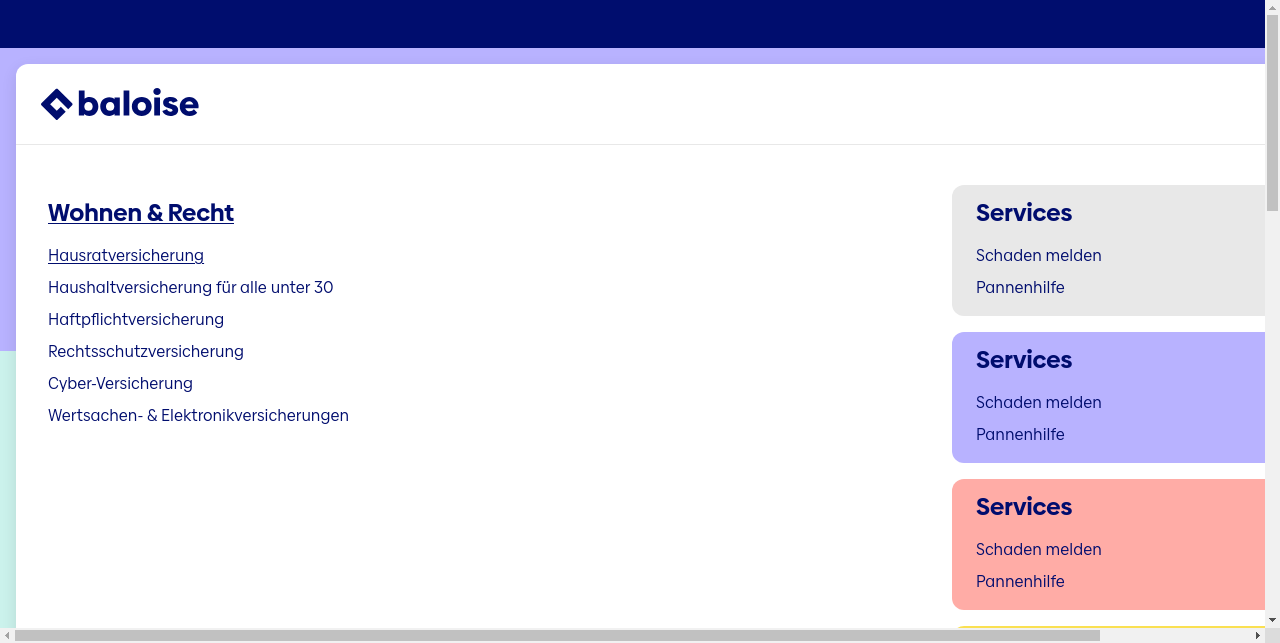 baloise
Wohnen & Recht
Hausratversicherung
Haushaltversicherung für alle unter 30
Haftpflichtversicherung
Rechtsschutzversicherung
Cyber-Versicherung
Wertsachen- & Elektronikversicherungen
Services
Schaden melden
Pannenhilfe
Services
Schaden melden
Pannenhilfe
Services
Schaden melden
Pannenhilfe